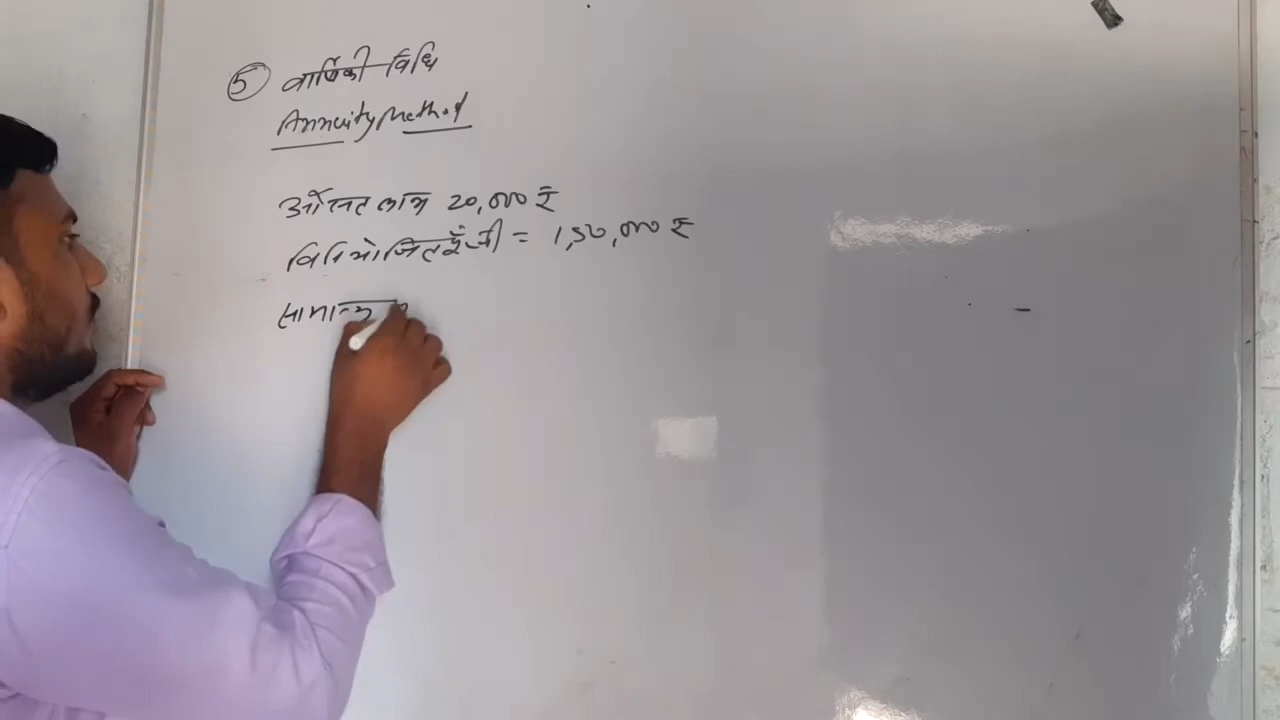 ⑤ वार्षिकी विधि
Annuity Method
औसत लाभ 20,000 ₹
विनियोजित पूँजी = 1,50,000 ₹
सामान्य